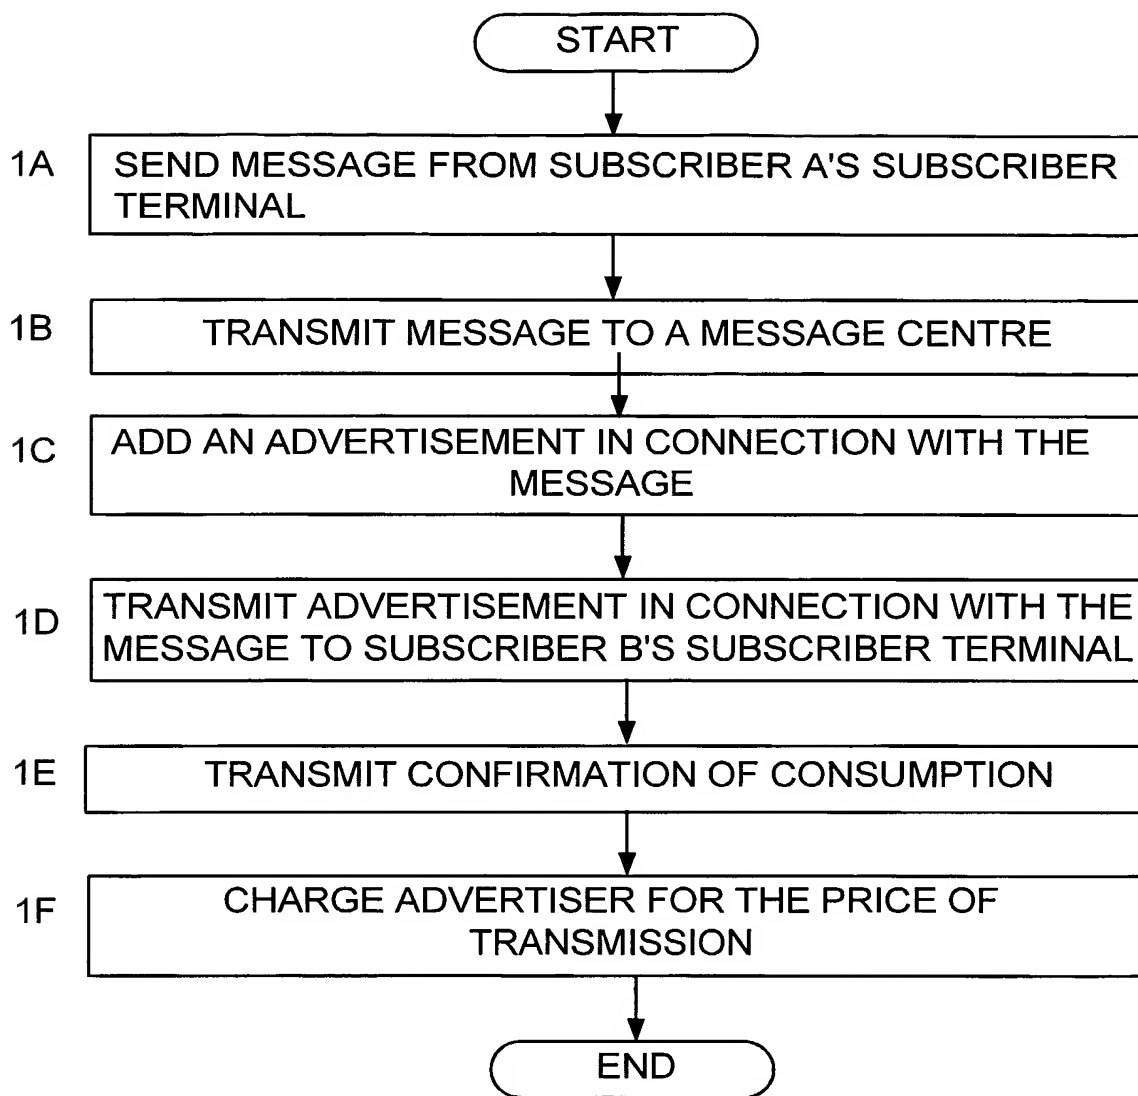 START
1A
SEND MESSAGE FROM SUBSCRIBER A'S SUBSCRIBER
TERMINAL
1B
TRANSMIT MESSAGE TO A MESSAGE CENTRE
1C
ADD AN ADVERTISEMENT IN CONNECTION WITH THE
MESSAGE
1D
TRANSMIT ADVERTISEMENT IN CONNECTION WITH THE
MESSAGE TO SUBSCRIBER B'S SUBSCRIBER TERMINAL
1E
TRANSMIT CONFIRMATION OF CONSUMPTION
1F
CHARGE ADVERTISER FOR THE PRICE OF
TRANSMISSION
END